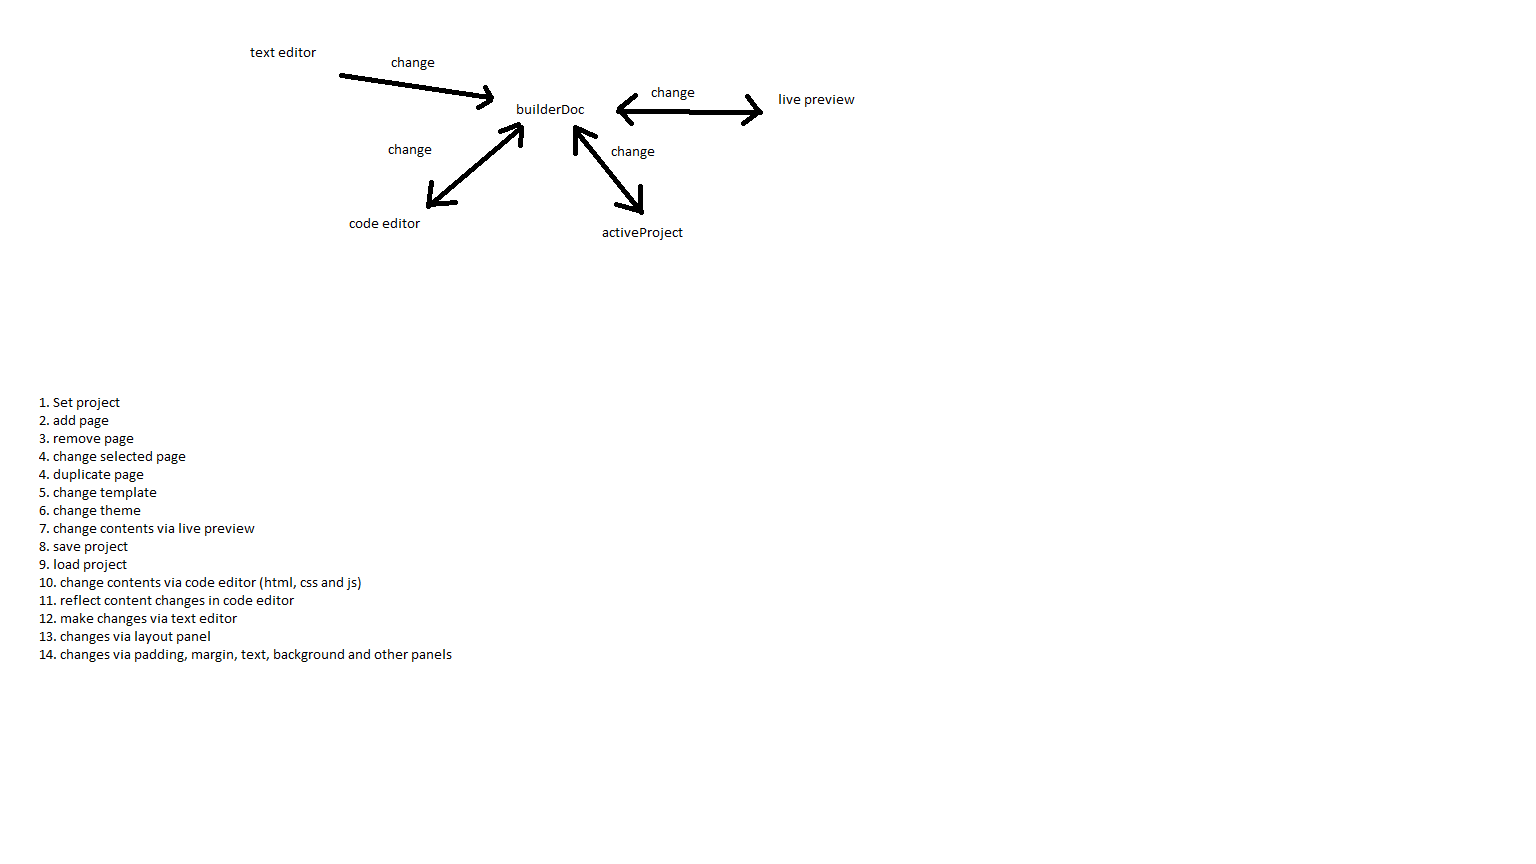 text editor
change
change
live preview
builderDoc
change
change
code editor
activeProject
1. Set project
2. add page
3. remove page
4. change selected page
4. duplicate page
5. change template
6. change theme
7. change contents via live preview
8. save project
9. load project
10. change contents via code editor (html, css and js)
11. reflect content changes in code editor
12. make changes via text editor
13. changes via layout panel
14. changes via padding, margin, text, background and other panels